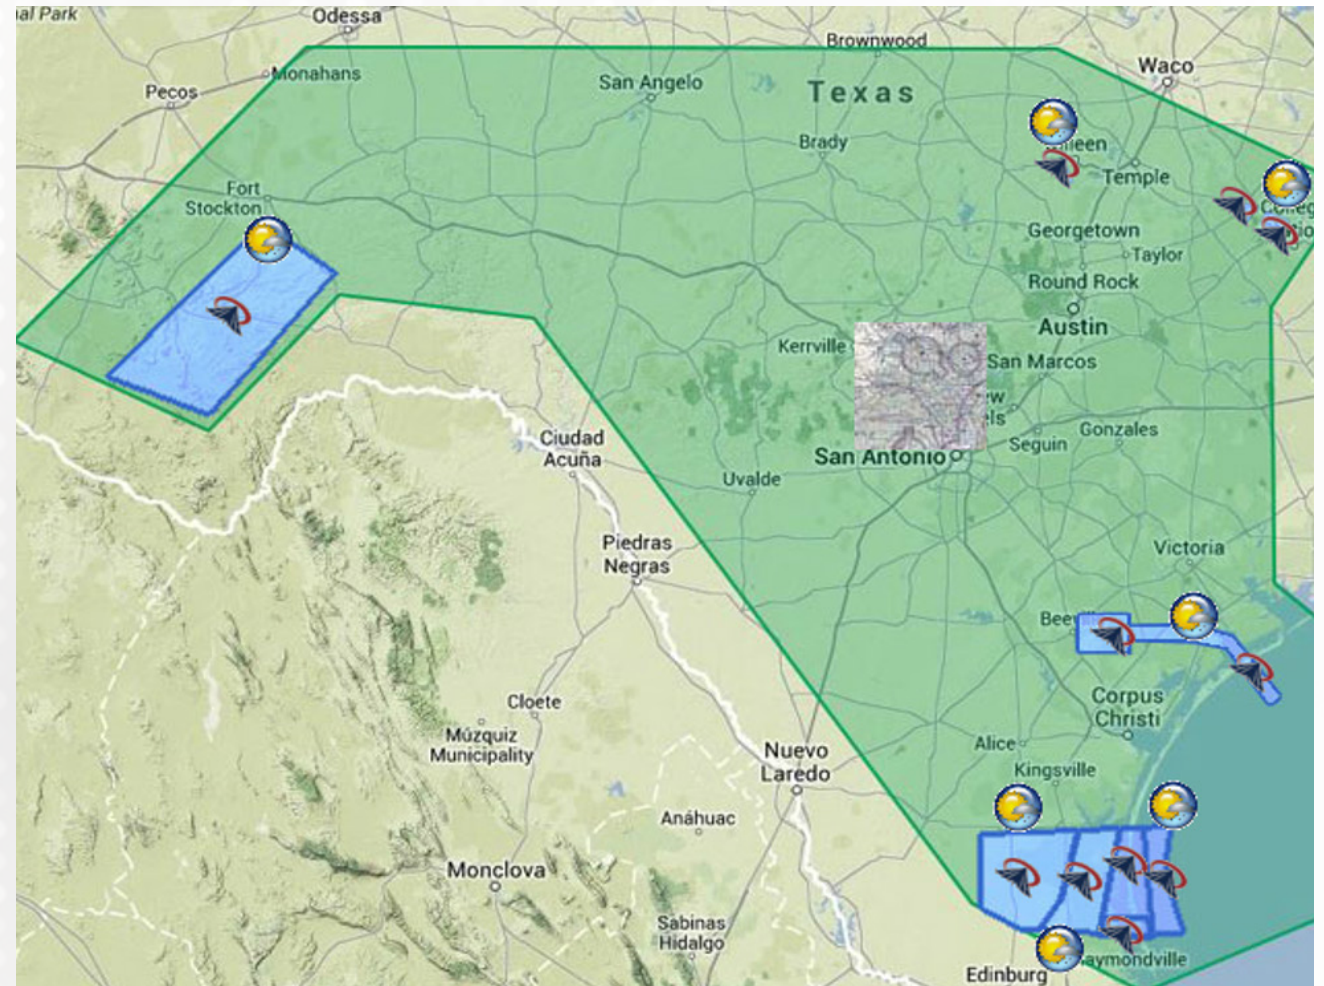 al Park
Odessa
Brownwood
Monahans
Waco
San Angelo
Texas
Pecos
Brady
Temple
Fort
Stockton
Georgetown
Taylor
Round Rock
Austin
Kerrville
San Marcos
Gonzales
Seguin
San Antonio
Ciudad
Acuña
Uvalde
Piedras
Negras
Victoria
Cloete
Corpus
Christi
Múzquiz
Municipality
Alice
Nuevo
Laredo
Kingsville
Anáhuac
Monclova
Sabinas
Hidalgo
aymondville
Edinburg